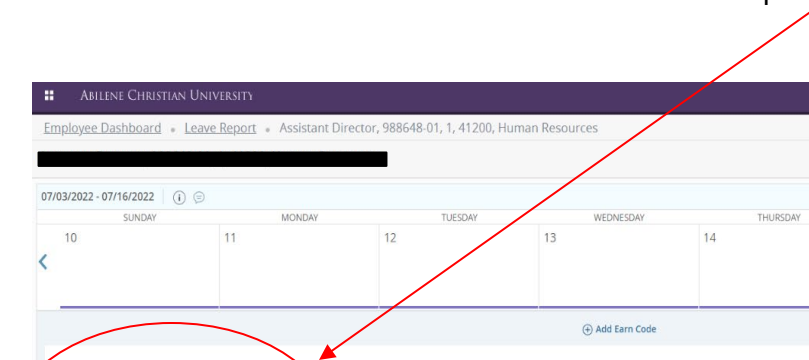 ABILENE CHRISTIAN UNIVERSITY
Employee Dashboard • Leave Report • Assistant Director, 988648-01, 1, 41200, Human Resources
07/03/2022 - 07/16/2022
SUNDAY MONDAY TUESDAY WEDNESDAY THURSDAY
10 11 12 13 14
Add Earn Code